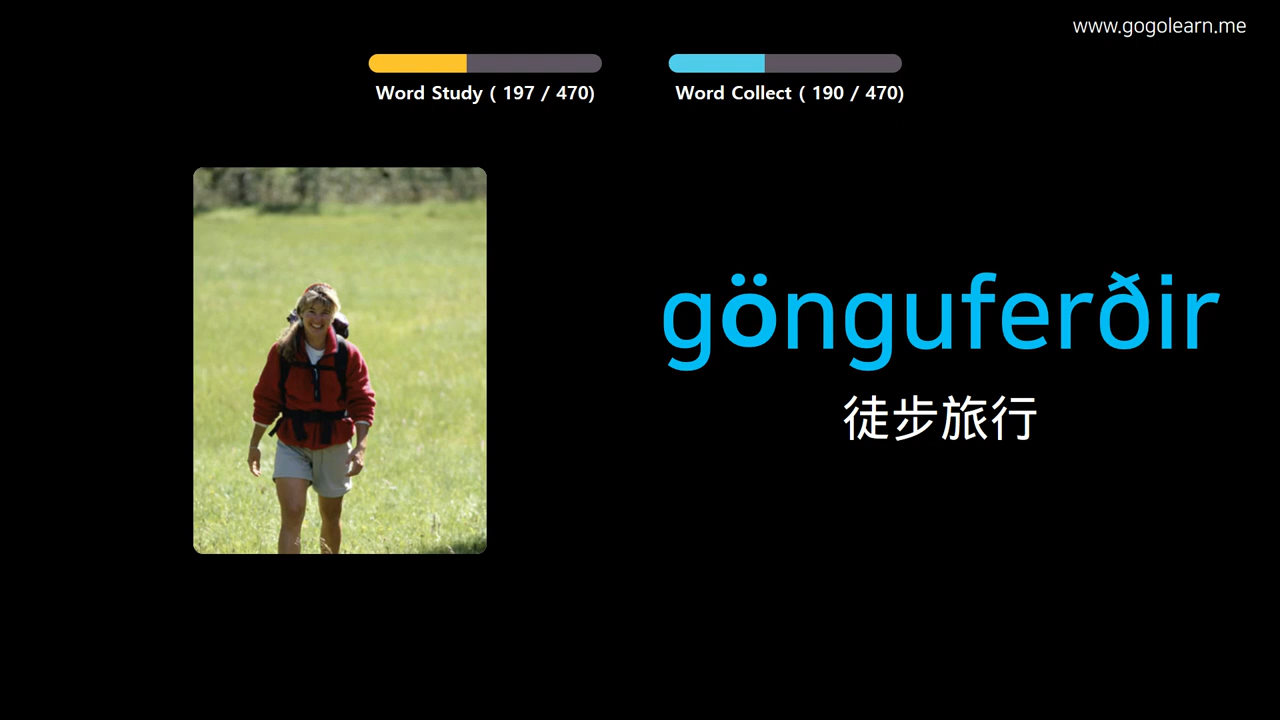 www.gogolearn.me
Word Study ( 197 / 470)
Word Collect ( 190 / 470)
gönguferðir
徒步旅行